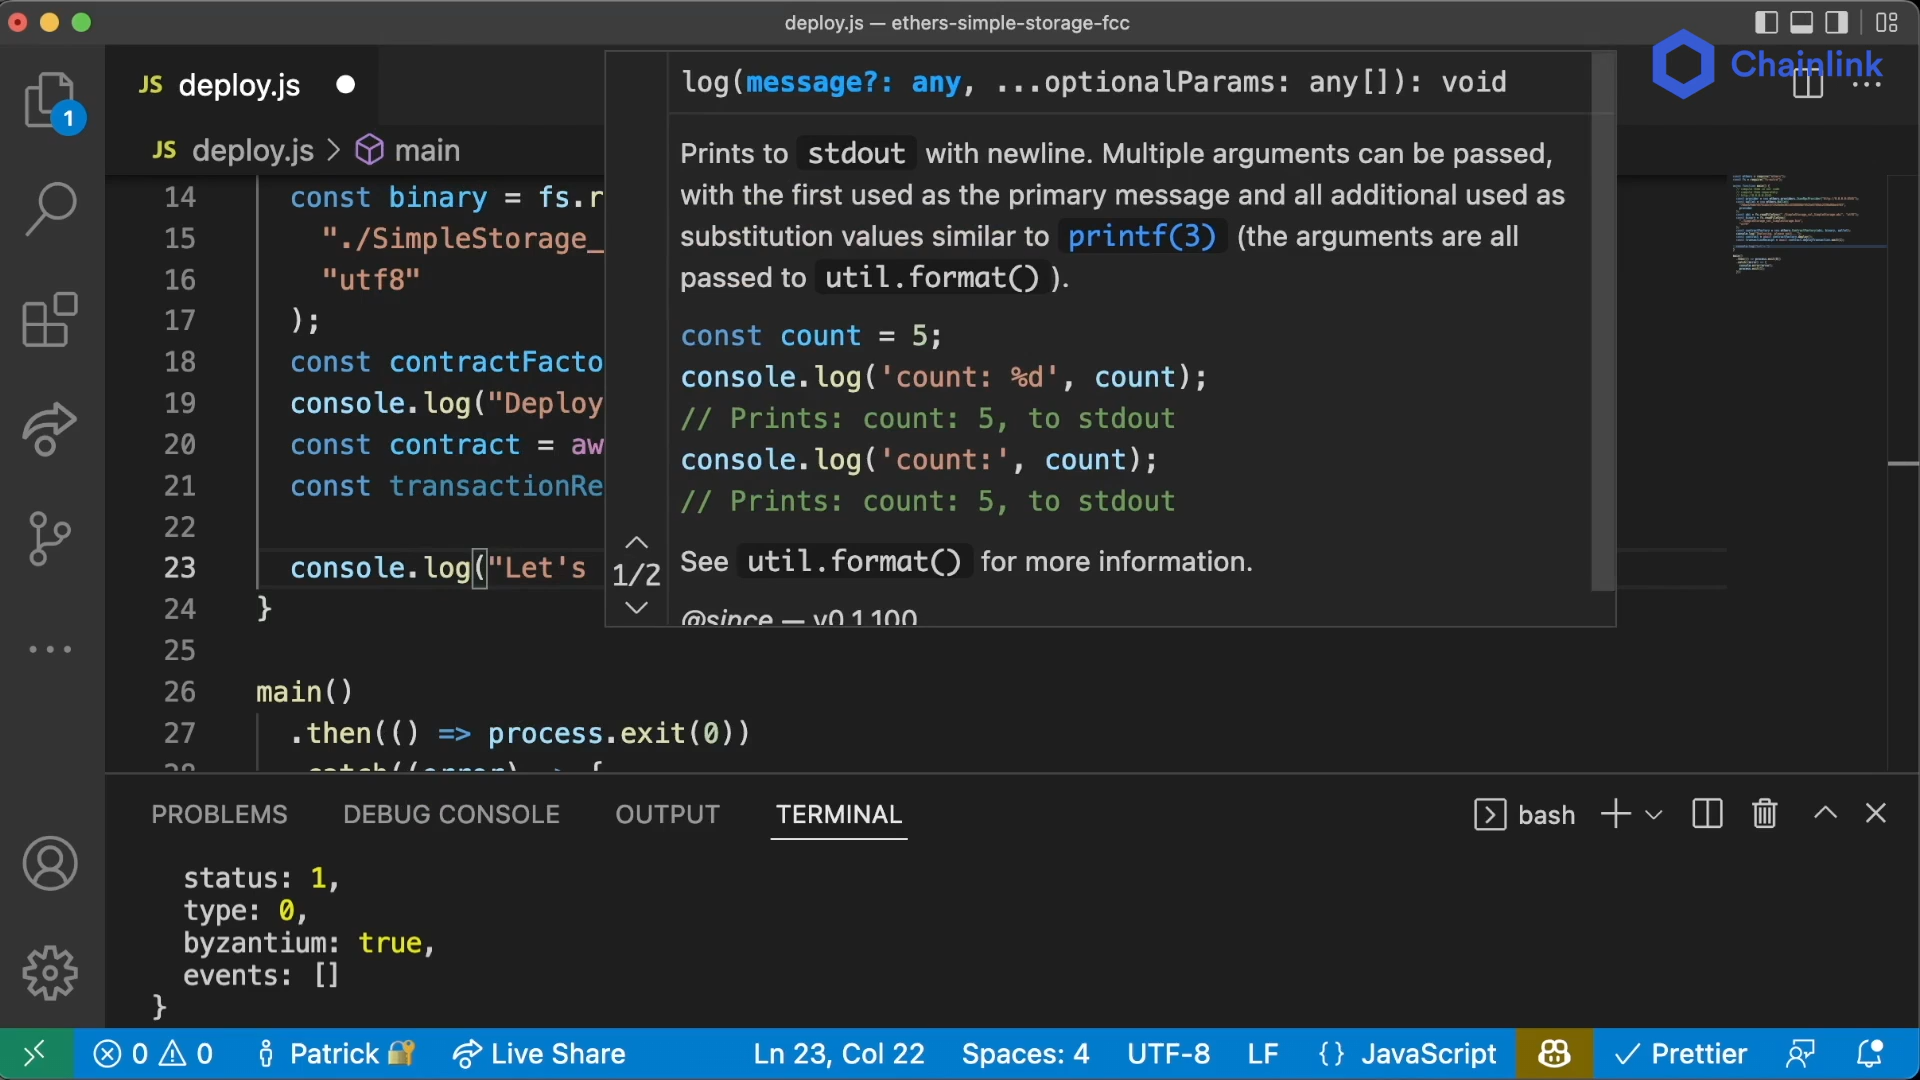 deploy.js — ethers-simple-storage-fcc
Chainlink
JS deploy.js
1
JS deploy.js > main
log(message?: any, ...optionalParams: any[]): void
Prints to stdout with newline. Multiple arguments can be passed,
with the first used as the primary message and all additional used as
substitution values similar to printf(3) (the arguments are all
passed to util.format() ).
const count = 5;
console.log('count: %d', count);
// Prints: count: 5, to stdout
console.log('count:', count);
// Prints: count: 5, to stdout
See util.format() for more information.
@since — v0.1.100
1/2
14 const binary = fs.r
15 "./SimpleStorage_
16 "utf8"
17 );
18 const contractFacto
19 console.log("Deploy
20 const contract = aw
21 const transactionRe
22
23 console.log("Let's
24 }
25
26 main()
27 .then(() => process.exit(0))
28 .catch((error) => {
PROBLEMS DEBUG CONSOLE OUTPUT TERMINAL bash
status: 1,
type: 0,
byzantium: true,
events: []
}
0 0 Patrick Live Share Ln 23, Col 22 Spaces: 4 UTF-8 LF {} JavaScript Prettier